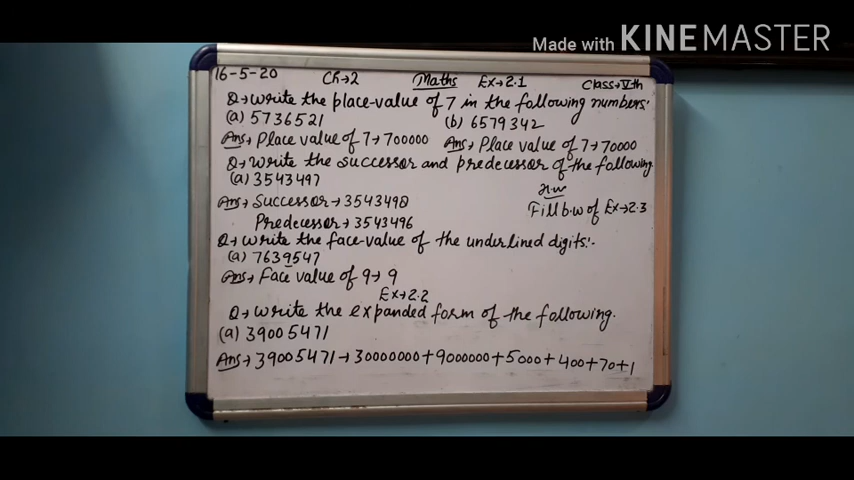 Made with KINEMASTER
16-5-20 Ch→2 Maths Ex→2.1 Class→Vth
Q→Write the place-value of 7 in the following numbers:
(a) 5736521 (b) 6579342
Ans→ Place value of 7→700000 Ans→ Place value of 7→70000
Q→Write the successor and predecessor of the following.
(a) 3543497
Ans→ Successor→3543498
H.W
Fill b.w of Ex→2.3
Predecessor→3543496
Q→Write the face-value of the underlined digits:-
(a) 7639547
Ans→ Face value of 9→9
Ex→2.2
Q→Write the expanded form of the following.
(a) 39005471
Ans→ 39005471→30000000+9000000+5000+400+70+1